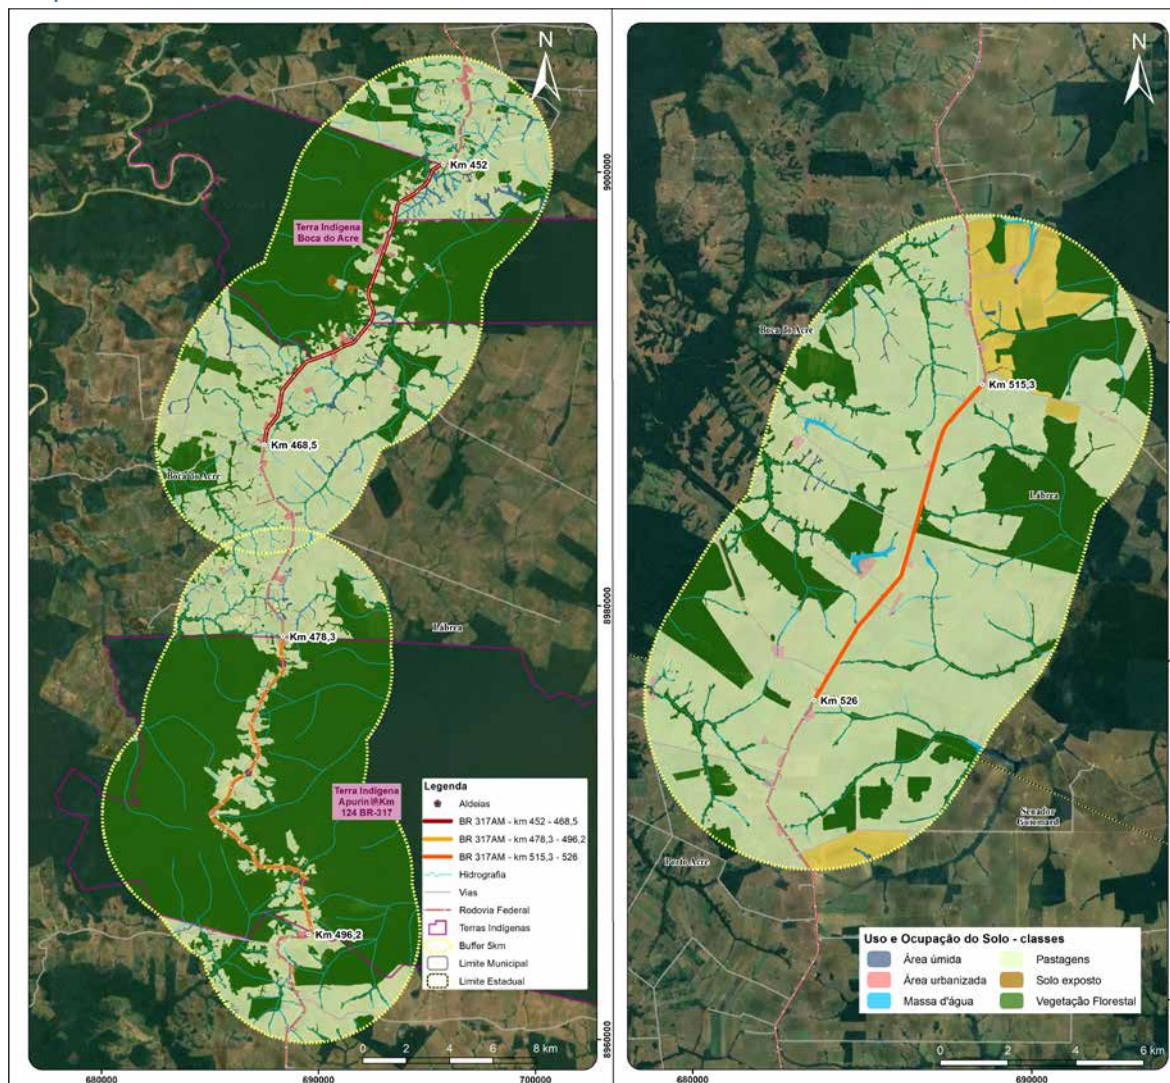 N
Km 452
Terra Indígena
Boca do Acre
Km 468,5
Boca do Acre
Km 478,3
Lábrea
Terra Indígena
Apurinã Km
124 BR-317
Km 496,2
Legenda
Aldeias
BR 317AM - km 452 - 468,5
BR 317AM - km 478,3 - 496,2
BR 317AM - km 515,3 - 526
Hidrografia
Vias
Rodovia Federal
Terras Indígenas
Buffer 5km
Limite Municipal
Limite Estadual
0 2 4 8 km
9000000
8980000
8960000
680000
690000
700000
N
Boca do Acre
Km 515,3
Lábrea
Km 526
Senador
Guiomard
Porto Acre
Uso e Ocupação do Solo - classes
Área úmida
Área urbanizada
Massa d'água
Pastagens
Solo exposto
Vegetação Florestal
0 2 4 6 km
680000
690000